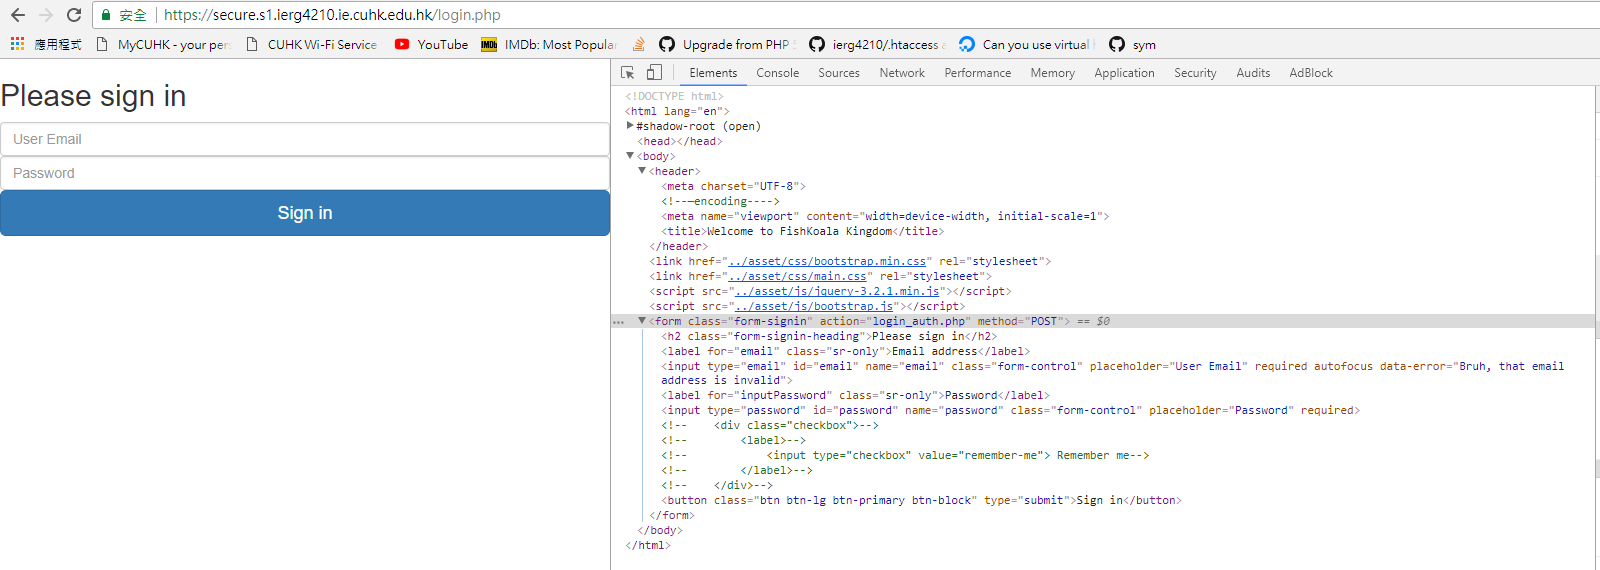 安全 https://secure.s1.ierg4210.ie.cuhk.edu.hk/login.php
應用程式 MyCUHK - your per CUHK Wi-Fi Service YouTube IMDb IMDb: Most Popular Upgrade from PHP 5 ierg4210/.htaccess a Can you use virtual sym
Please sign in
User Email
Password
Sign in
Elements Console Sources Network Performance Memory Application Security Audits AdBlock
<!DOCTYPE html>
<html lang="en">
▶#shadow-root (open)
<head></head>
▼<body>
▼<header>
<meta charset="UTF-8">
<!---—encoding---->
<meta name="viewport" content="width=device-width, initial-scale=1">
<title>Welcome to FishKoala Kingdom</title>
</header>
<link href="../asset/css/bootstrap.min.css" rel="stylesheet">
<link href="../asset/css/main.css" rel="stylesheet">
<script src="../asset/js/jquery-3.2.1.min.js"></script>
<script src="../asset/js/bootstrap.js"></script>
… ▼<form class="form-signin" action="login_auth.php" method="POST"> == $0
<h2 class="form-signin-heading">Please sign in</h2>
<label for="email" class="sr-only">Email address</label>
<input type="email" id="email" name="email" class="form-control" placeholder="User Email" required autofocus data-error="Bruh, that email
address is invalid">
<label for="inputPassword" class="sr-only">Password</label>
<input type="password" id="password" name="password" class="form-control" placeholder="Password" required>
<!--    <div class="checkbox">-->
<!--        <label>-->
<!--            <input type="checkbox" value="remember-me"> Remember me-->
<!--        </label>-->
<!--    </div>-->
<button class="btn btn-lg btn-primary btn-block" type="submit">Sign in</button>
</form>
</body>
</html>